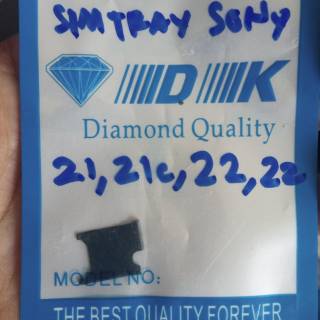 SIMTRAY SONY
DK
Diamond Quality
21, 21c, 22, 22
MODEL NO:
THE BEST QUALITY FOREVER